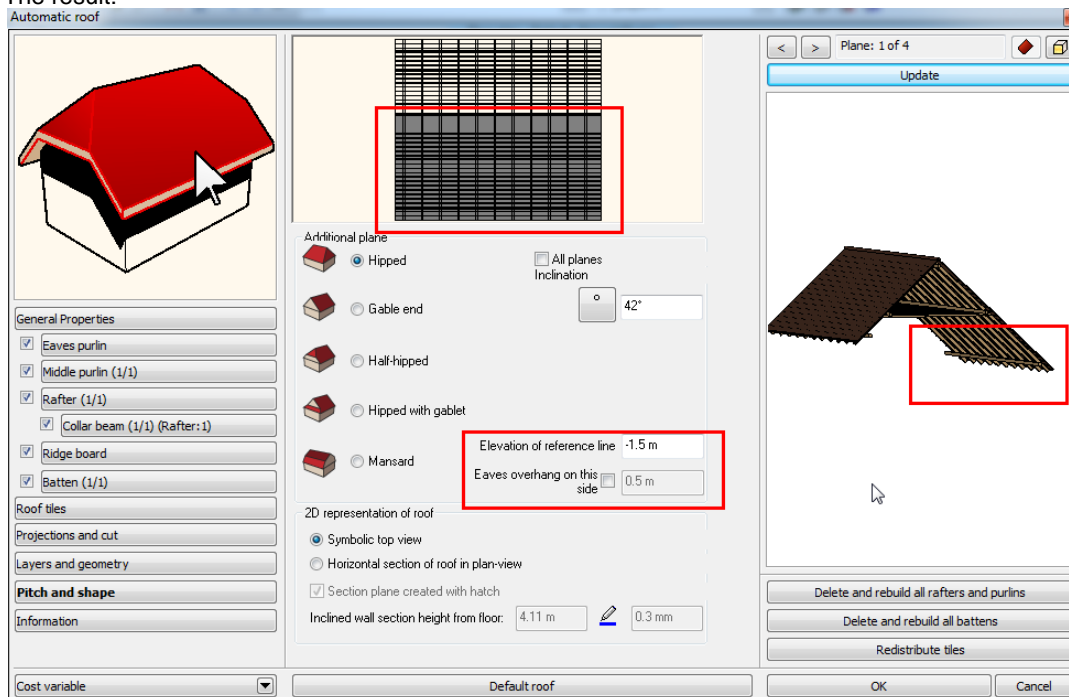 The result:
Automatic roof
General Properties
Eaves purlin
Middle purlin (1/1)
Rafter (1/1)
Collar beam (1/1) (Rafter:1)
Ridge board
Batten (1/1)
Roof tiles
Projections and cut
Layers and geometry
Pitch and shape
Information
Cost variable
Additional plane
Hipped
All planes
Inclination
42°
Gable end
Half-hipped
Hipped with gablet
Mansard
Elevation of reference line -1.5 m
Eaves overhang on this
side 0.5 m
2D representation of roof
Symbolic top view
Horizontal section of roof in plan-view
Section plane created with hatch
Inclined wall section height from floor: 4.11 m 0.3 mm
Default roof
< > Plane: 1 of 4
Update
Delete and rebuild all rafters and purlins
Delete and rebuild all battens
Redistribute tiles
OK Cancel